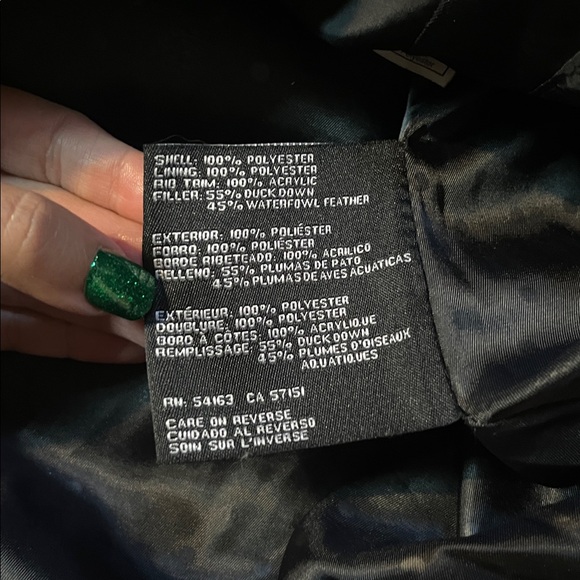 SHELL: 100% POLYESTER
LINING: 100% POLYESTER
RIB TRIM: 100% ACRYLIC
FILLER: 55% DUCK DOWN
45% WATERFOWL FEATHER
EXTERIOR: 100% POLIÉSTER
FORRO: 100% POLIÉSTER
BORDE RIBETEADO: 100% ACRILICO
RELLENO: 55% PLUMAS DE PATO
45% PLUMAS DE AVES ACUATICAS
EXTÉRIEUR: 100% POLYESTER
DOUBLURE: 100% POLYESTER
BORD A CÔTES: 100% ACRYLIQUE
REMPLISSAGE: 55% DUCK DOWN
45% PLUMES D'OISEAUX
AQUATIQUES
RN: 54163 CA 57151
CARE ON REVERSE
CUIDADO AL REVERSO
SOIN SUR L'INVERSE